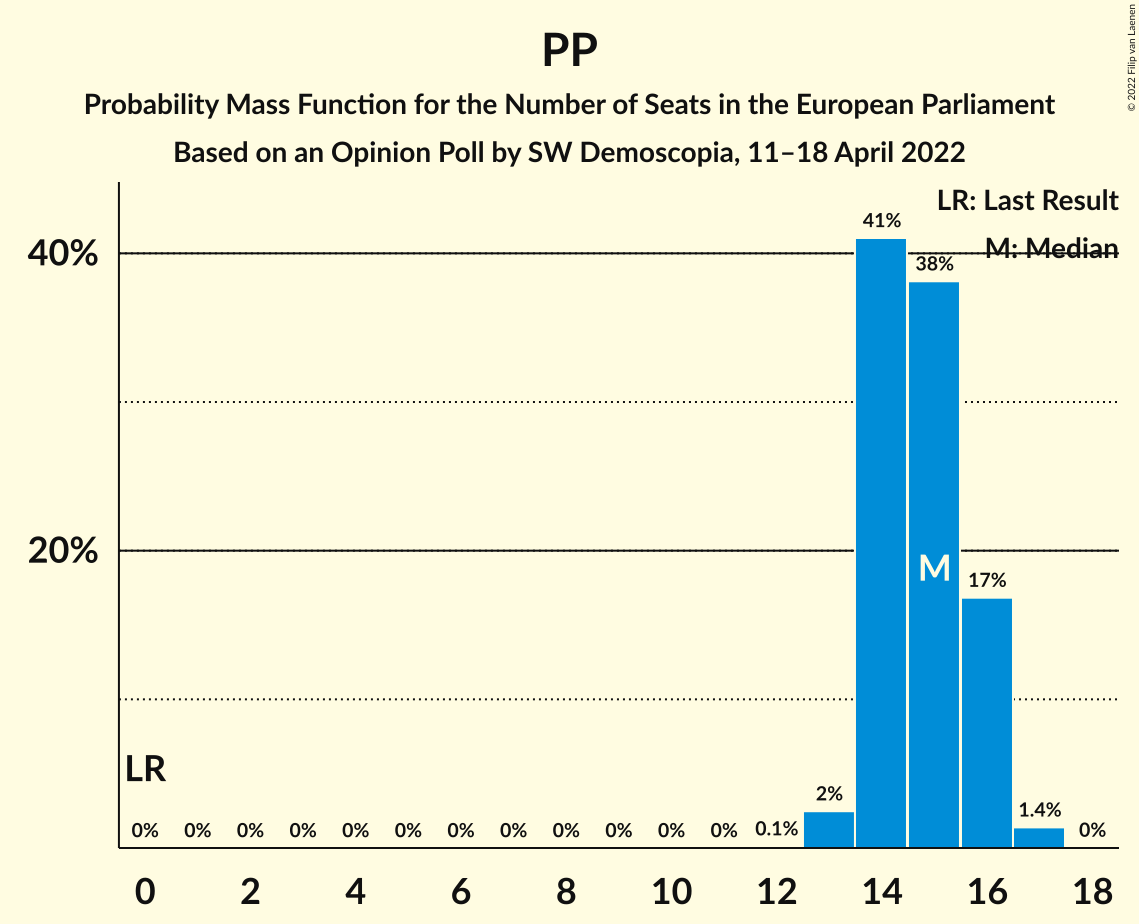 PP
Probability Mass Function for the Number of Seats in the European Parliament
Based on an Opinion Poll by SW Demoscopia, 11–18 April 2022
© 2022 Filip van Laenen
LR: Last Result
M: Median
40%
20%
41%
38%
M
17%
LR
0% 0% 0% 0% 0% 0% 0% 0% 0% 0% 0% 0% 0.1% 2% 1.4% 0%
0 2 4 6 8 10 12 14 16 18